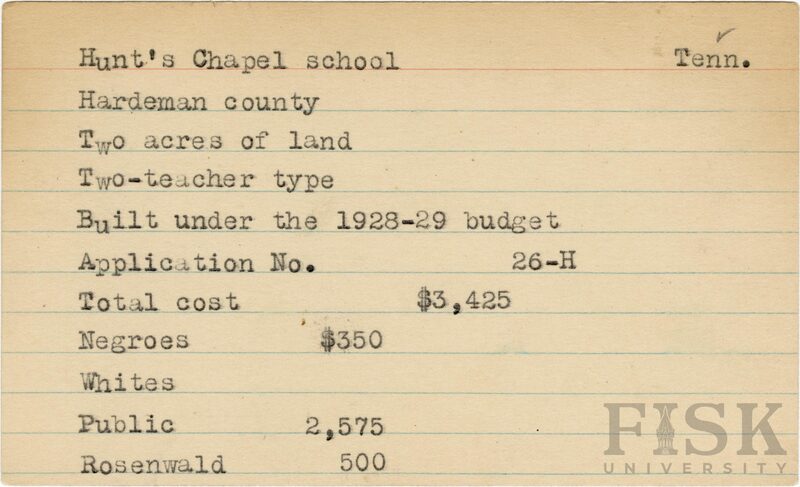 Hunt's Chapel school Tenn.
Hardeman county
Two acres of land
Two-teacher type
Built under the 1928-29 budget
Application No. 26-H
Total cost $3,425
Negroes $350
Whites
Public 2,575
Rosenwald 500
FISK
UNIVERSITY